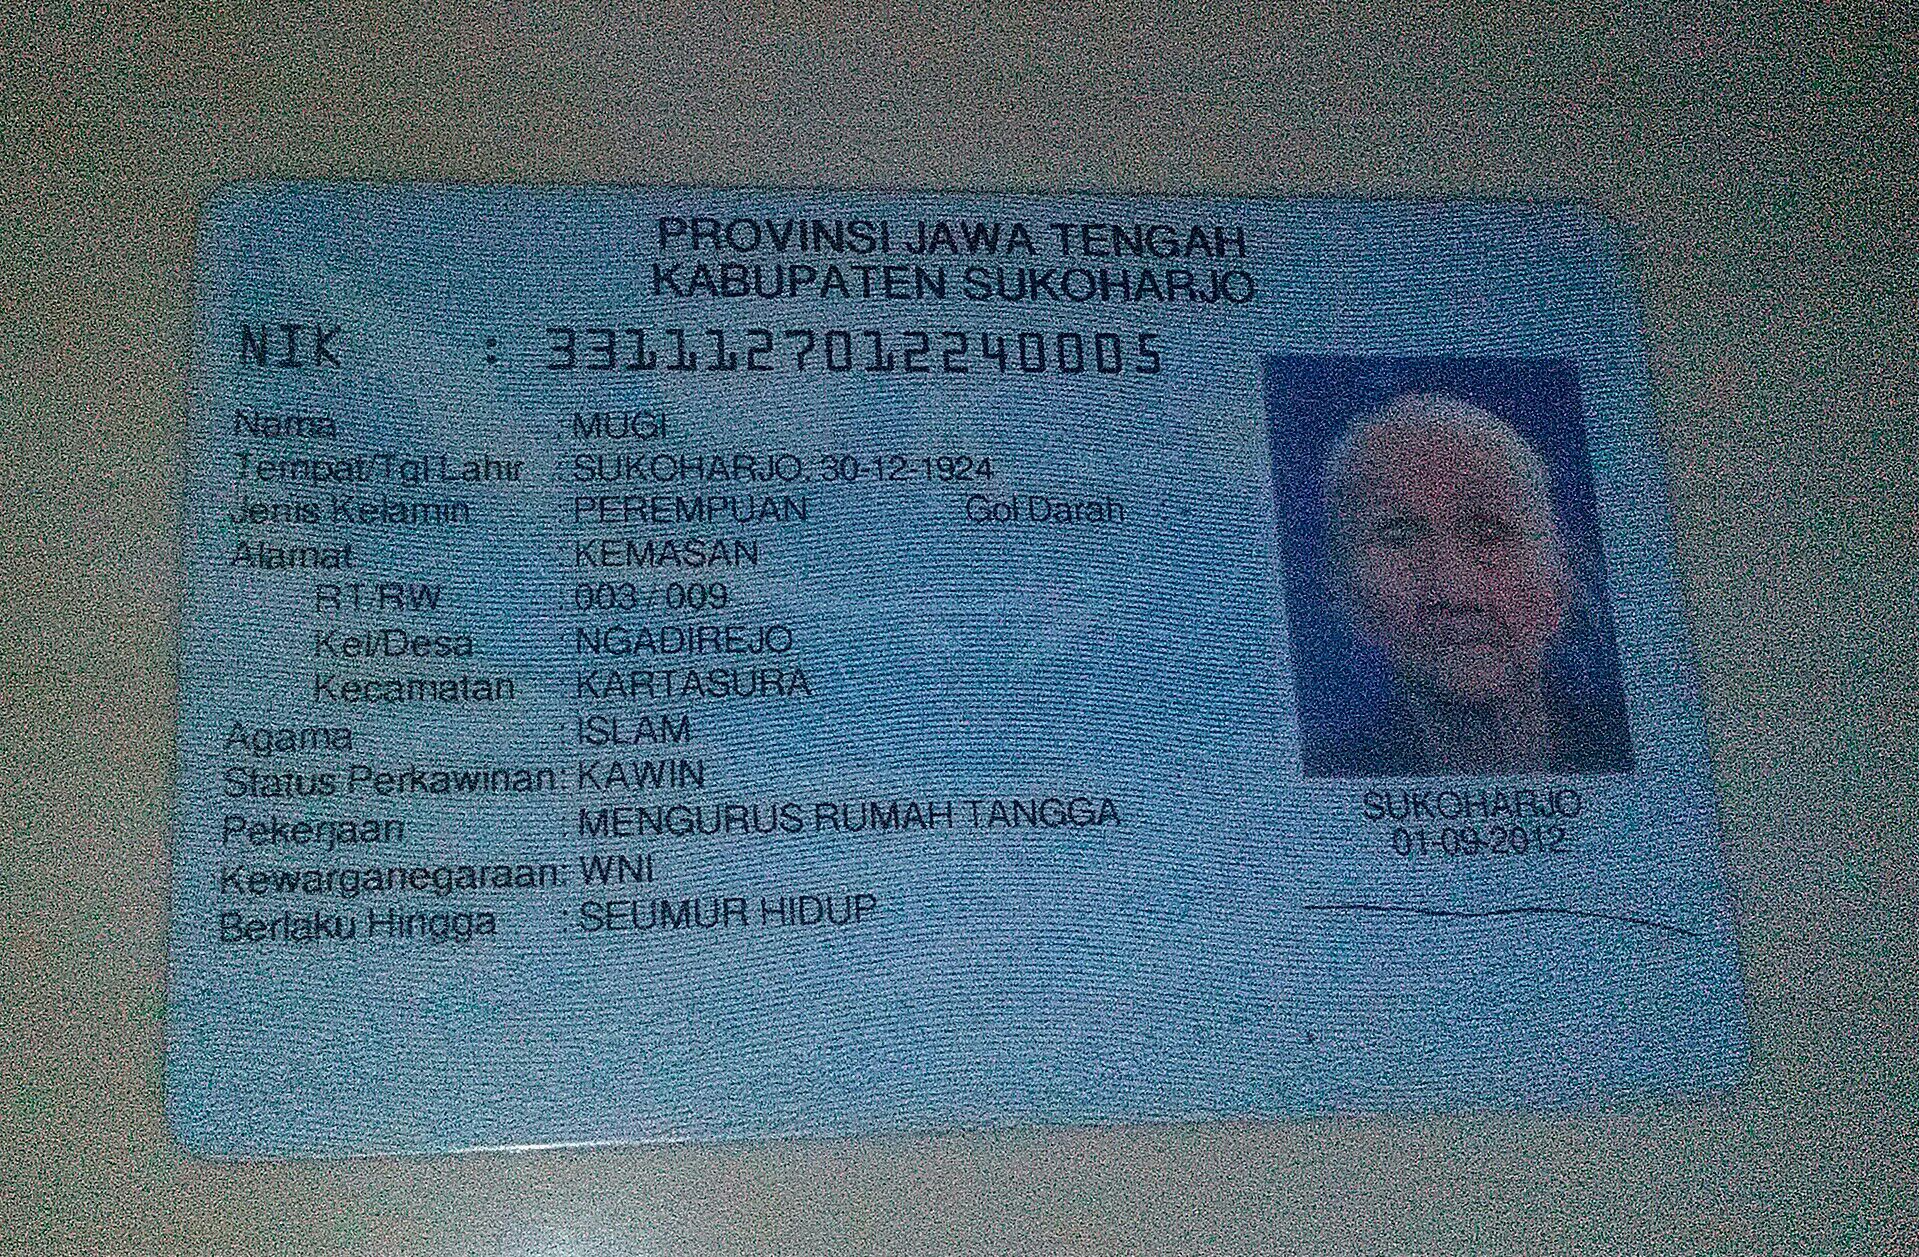 PROVINSI JAWA TENGAH
KABUPATEN SUKOHARJO
NIK : 3311127012240005
Nama : MUGI
Tempat/Tgl Lahir : SUKOHARJO, 30-12-1924
Jenis Kelamin : PEREMPUAN Gol Darah :
Alamat : KEMASAN
RT/RW : 003 / 009
Kel/Desa : NGADIREJO
Kecamatan : KARTASURA
Agama : ISLAM
Status Perkawinan : KAWIN
Pekerjaan : MENGURUS RUMAH TANGGA
Kewarganegaraan : WNI
Berlaku Hingga : SEUMUR HIDUP
SUKOHARJO
01-09-2012